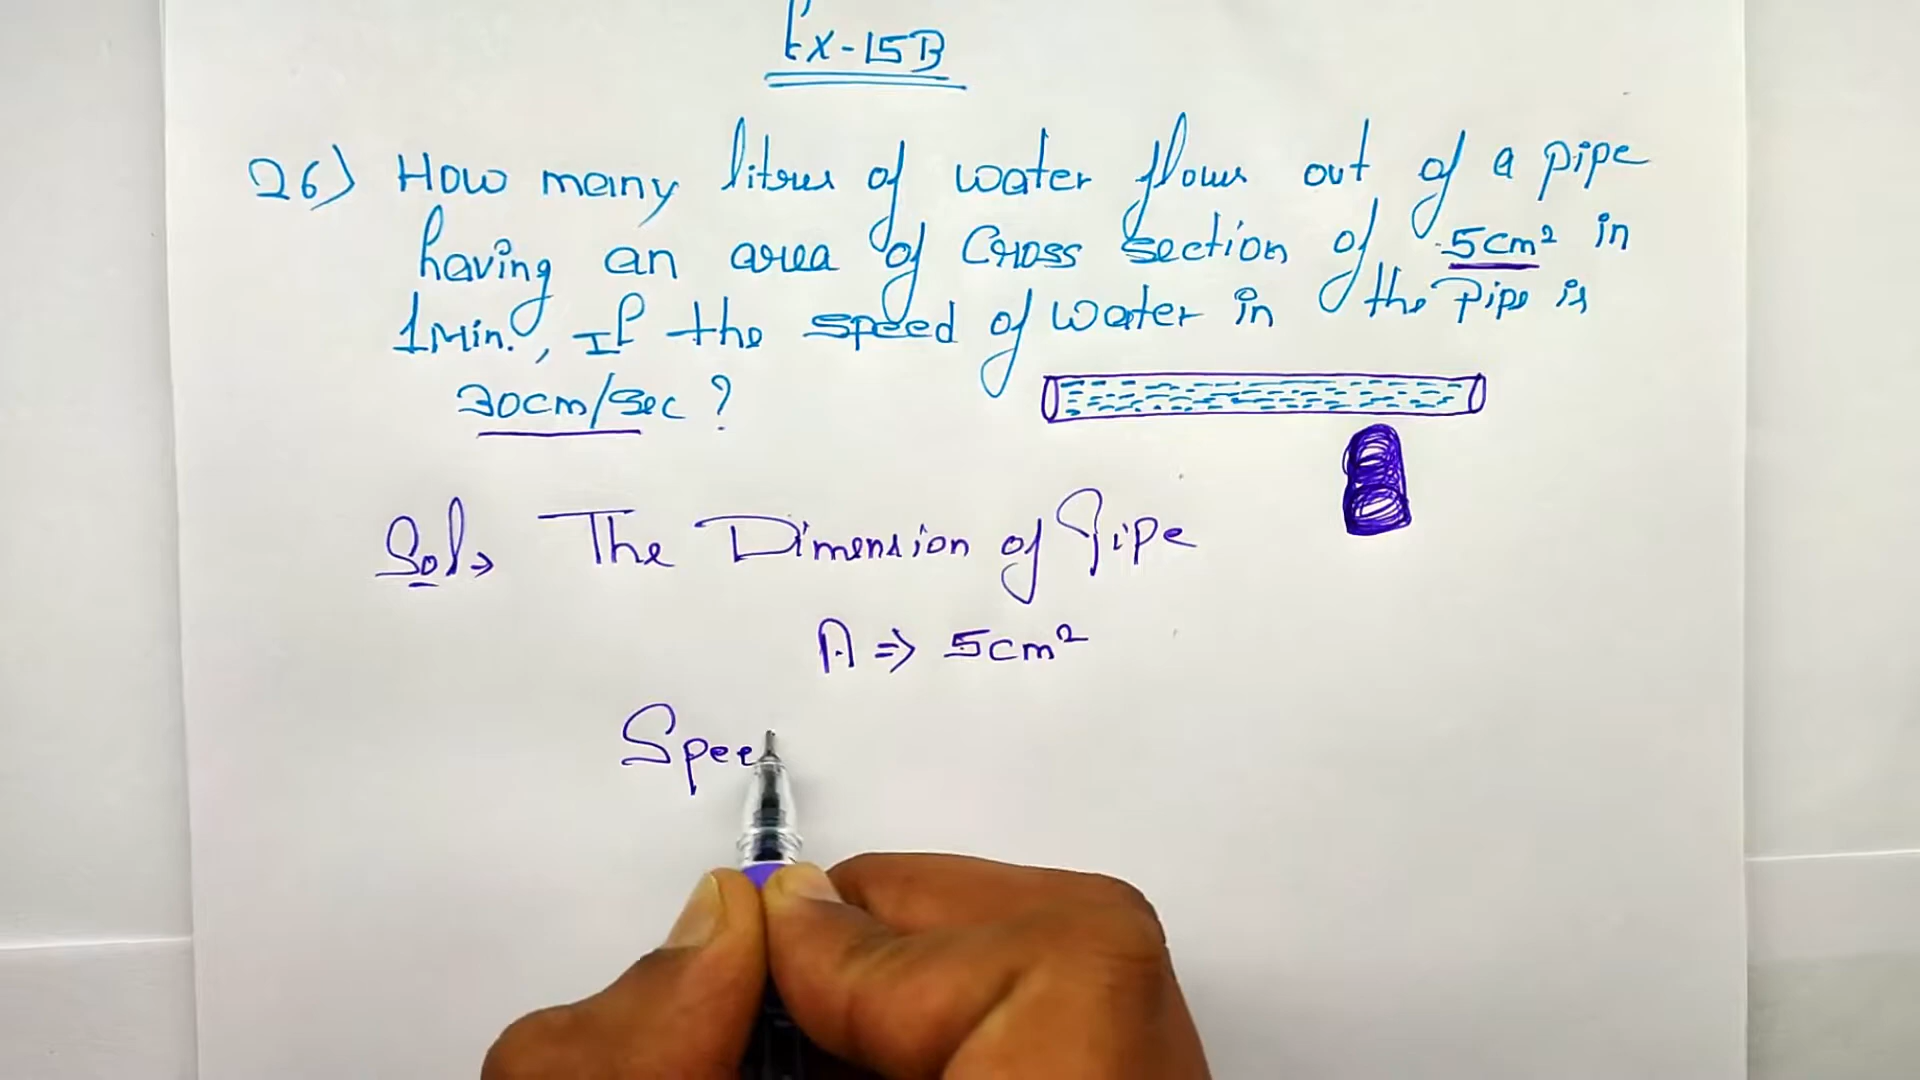 Ex-15B
26) How many litres of water flows out of a pipe
having an area of Cross section of 5cm² in
1Min., If the speed of water in the Pipe is
30cm/sec ?
Sol→ The Dimension of Pipe
A ⇒ 5cm²
Spee